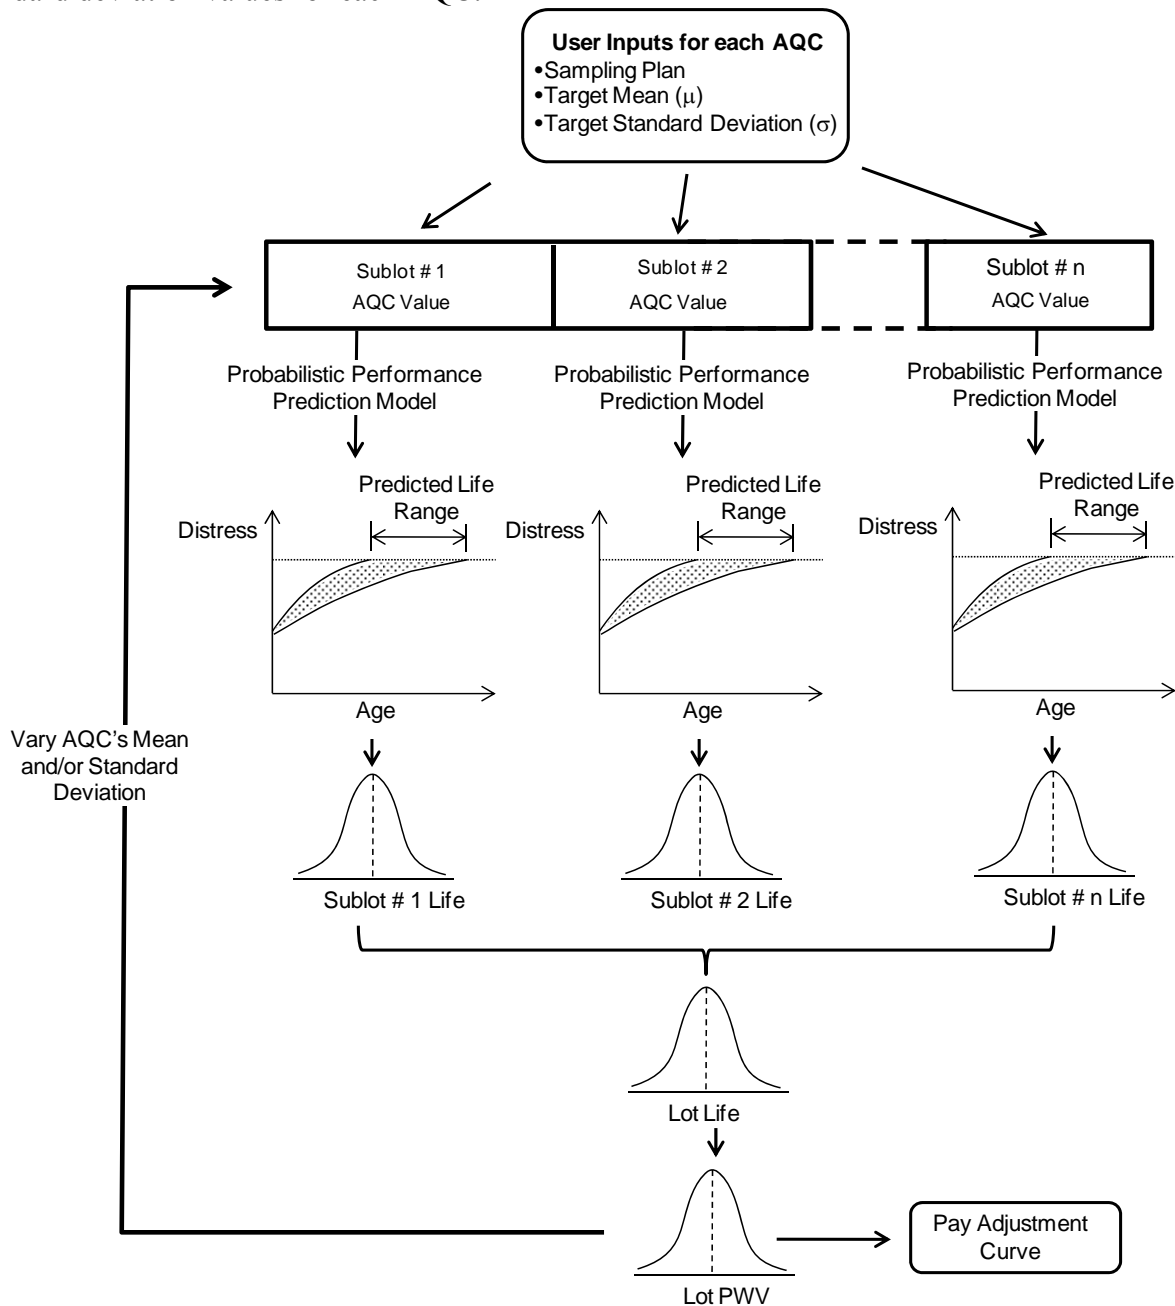 User Inputs for each AQC
•Sampling Plan
•Target Mean (μ)
•Target Standard Deviation (σ)
Sublot # 1
AQC Value
Sublot # 2
AQC Value
Sublot # n
AQC Value
Probabilistic Performance
Prediction Model
Probabilistic Performance
Prediction Model
Probabilistic Performance
Prediction Model
Predicted Life
Range
Distress
Age
Predicted Life
Range
Distress
Age
Predicted Life
Range
Distress
Age
Vary AQC's Mean
and/or Standard
Deviation
Sublot # 1 Life
Sublot # 2 Life
Sublot # n Life
Lot Life
Lot PWV
Pay Adjustment
Curve